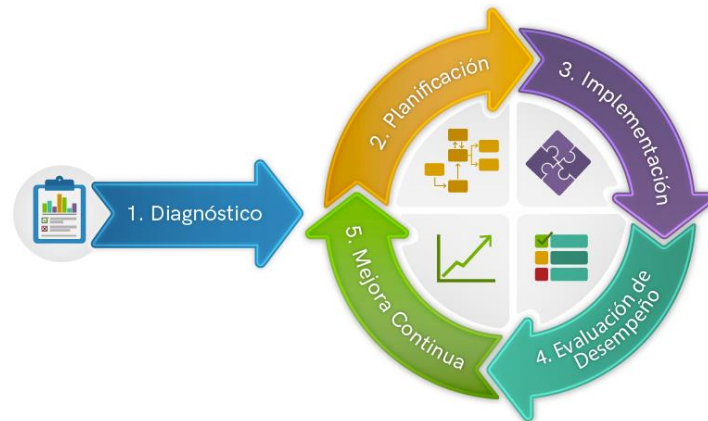 1. Diagnóstico
2. Planificación
3. Implementación
4. Evaluación de
Desempeño
5. Mejora Continua